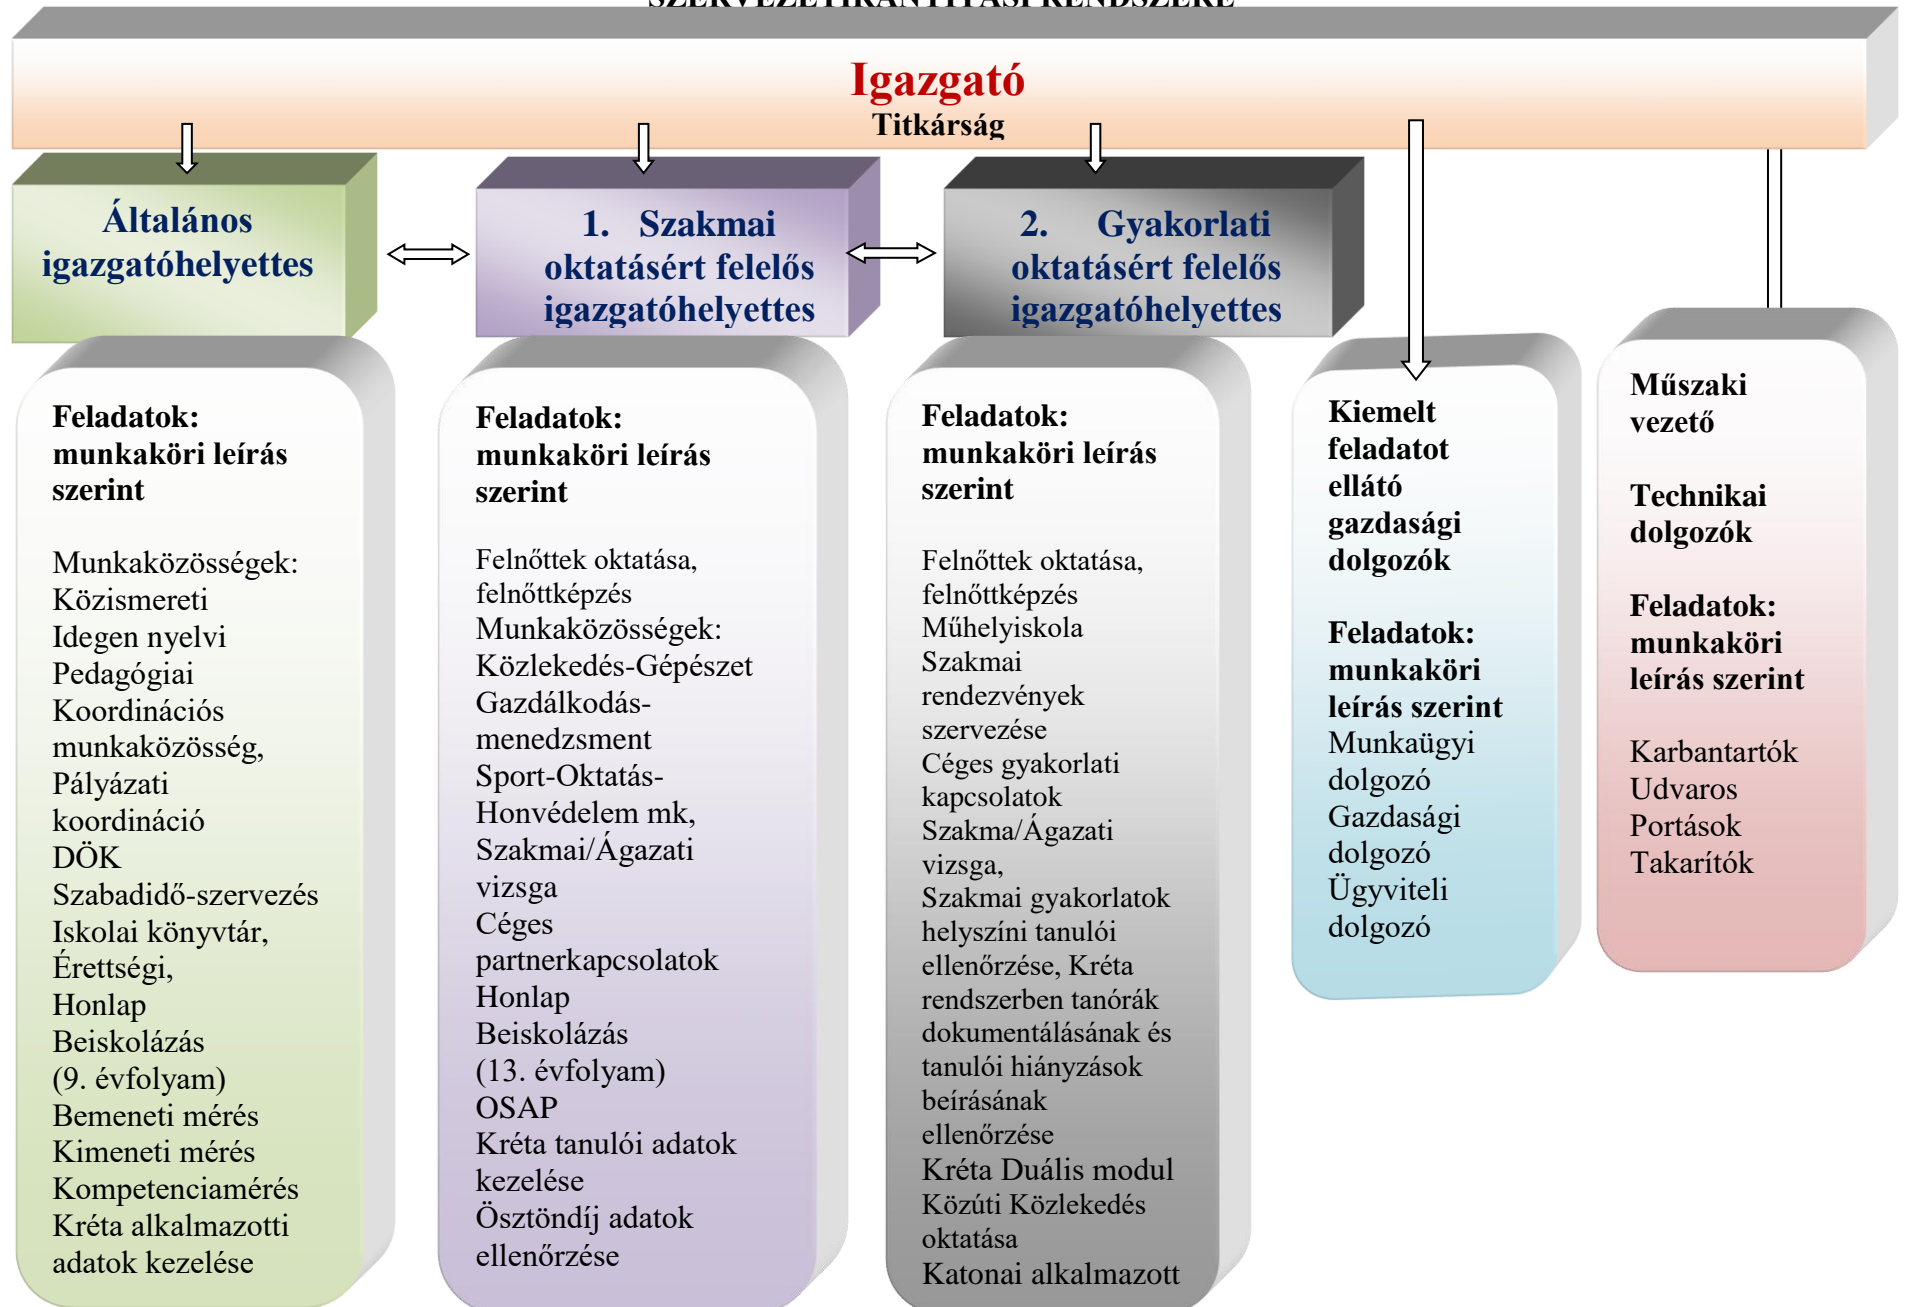 SZERVEZETIRÁNYÍTÁSI RENDSZERE
Igazgató
Titkárság
Általános
igazgatóhelyettes
1. Szakmai
oktatásért felelős
igazgatóhelyettes
2. Gyakorlati
oktatásért felelős
igazgatóhelyettes
Feladatok:
munkaköri leírás
szerint
Munkaközösségek:
Közismereti
Idegen nyelvi
Pedagógiai
Koordinációs
munkaközösség,
Pályázati
koordináció
DÖK
Szabadidő-szervezés
Iskolai könyvtár,
Érettségi,
Honlap
Beiskolázás
(9. évfolyam)
Bemeneti mérés
Kimeneti mérés
Kompetenciamérés
Kréta alkalmazotti
adatok kezelése
Feladatok:
munkaköri leírás
szerint
Felnőttek oktatása,
felnőttképzés
Munkaközösségek:
Közlekedés-Gépészet
Gazdálkodás-
menedzsment
Sport-Oktatás-
Honvédelem mk,
Szakmai/Ágazati
vizsga
Céges
partnerkapcsolatok
Honlap
Beiskolázás
(13. évfolyam)
OSAP
Kréta tanulói adatok
kezelése
Ösztöndíj adatok
ellenőrzése
Feladatok:
munkaköri leírás
szerint
Felnőttek oktatása,
felnőttképzés
Műhelyiskola
Szakmai
rendezvények
szervezése
Céges gyakorlati
kapcsolatok
Szakma/Ágazati
vizsga,
Szakmai gyakorlatok
helyszíni tanulói
ellenőrzése, Kréta
rendszerben tanórák
dokumentálásának és
tanulói hiányzások
beírásának
ellenőrzése
Kréta Duális modul
Közúti Közlekedés
oktatása
Katonai alkalmazott
Kiemelt
feladatot
ellátó
gazdasági
dolgozók
Feladatok:
munkaköri
leírás szerint
Munkaügyi
dolgozó
Gazdasági
dolgozó
Ügyviteli
dolgozó
Műszaki
vezető
Technikai
dolgozók
Feladatok:
munkaköri
leírás szerint
Karbantartók
Udvaros
Portások
Takarítók